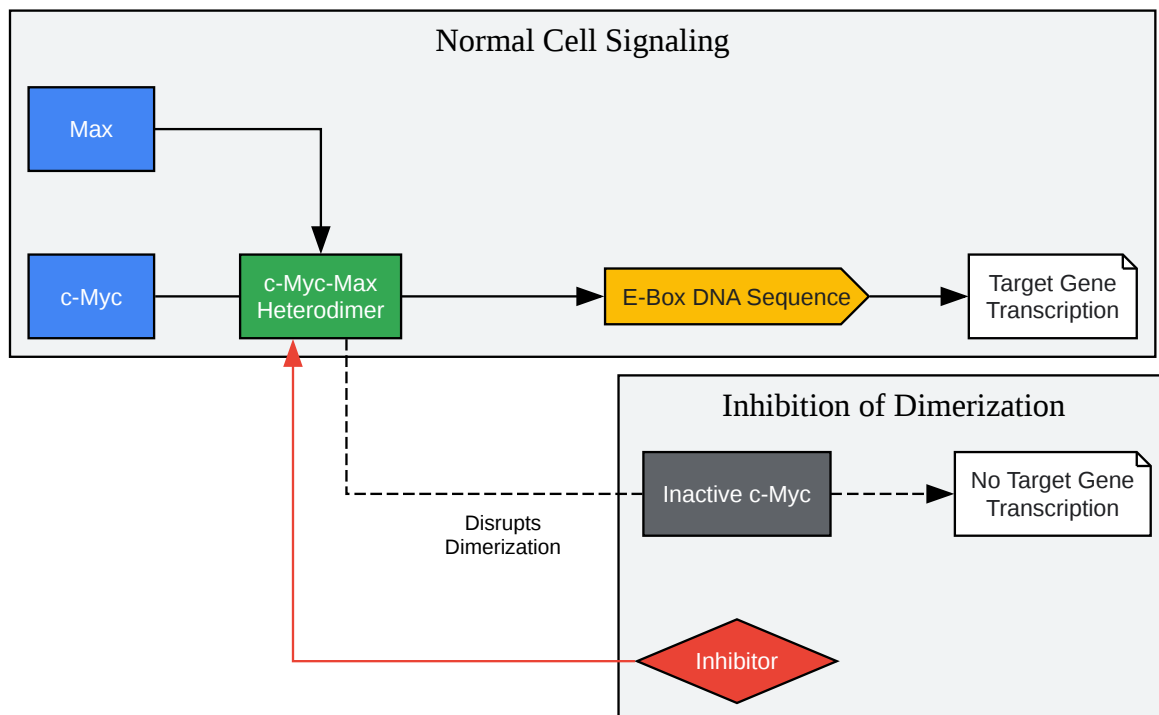 Normal Cell Signaling
Max
c-Myc
c-Myc-Max
Heterodimer
E-Box DNA Sequence
Target Gene
Transcription
Inhibition of Dimerization
Inactive c-Myc
No Target Gene
Transcription
Disrupts
Dimerization
Inhibitor